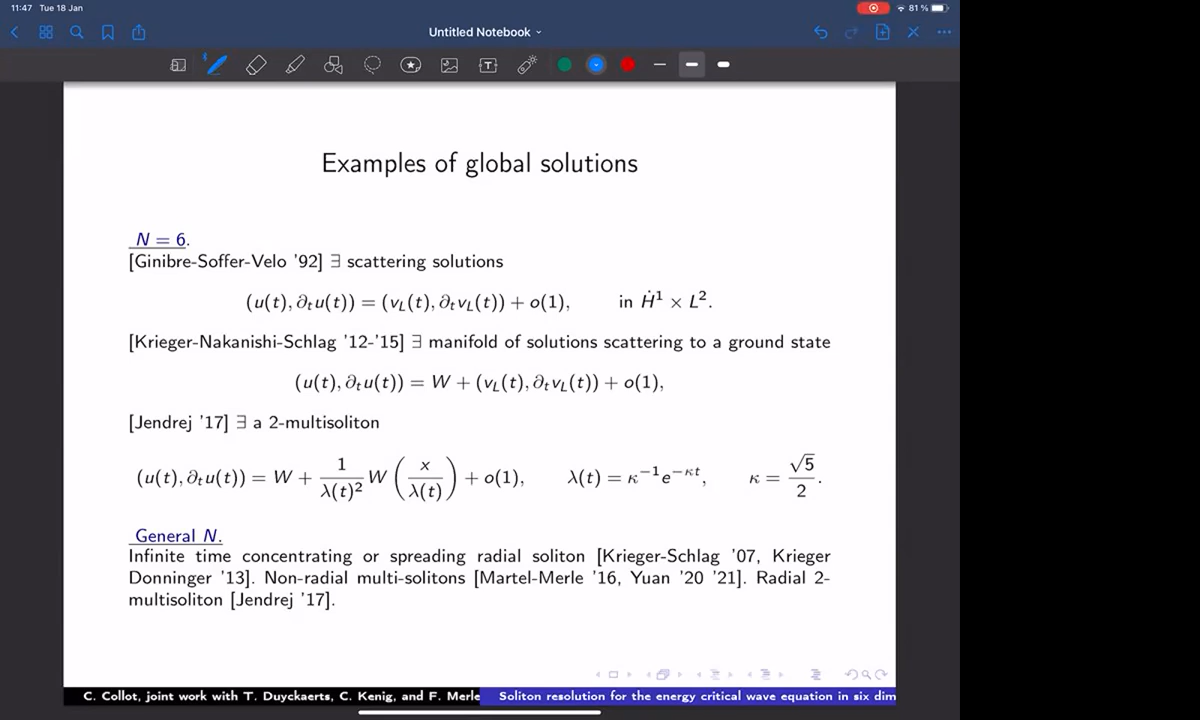 11:47 Tue 18 Jan
81 %
Untitled Notebook
T
Examples of global solutions
N = 6.
[Ginibre-Soffer-Velo '92] ∃ scattering solutions
(u(t), ∂ₜu(t)) = (v_L(t), ∂ₜv_L(t)) + o(1), in Ḣ¹ × L².
[Krieger-Nakanishi-Schlag '12-'15] ∃ manifold of solutions scattering to a ground state
(u(t), ∂ₜu(t)) = W + (v_L(t), ∂ₜv_L(t)) + o(1),
[Jendrej '17] ∃ a 2-multisoliton
(u(t), ∂ₜu(t)) = W + 1/λ(t)² W (x/λ(t)) + o(1), λ(t) = κ⁻¹e^{-κt}, κ = √5/2.
General N.
Infinite time concentrating or spreading radial soliton [Krieger-Schlag '07, Krieger
Donninger '13]. Non-radial multi-solitons [Martel-Merle '16, Yuan '20 '21]. Radial 2-
multisoliton [Jendrej '17].
C. Collot, joint work with T. Duyckaerts, C. Kenig, and F. Merle
Soliton resolution for the energy critical wave equation in six dim